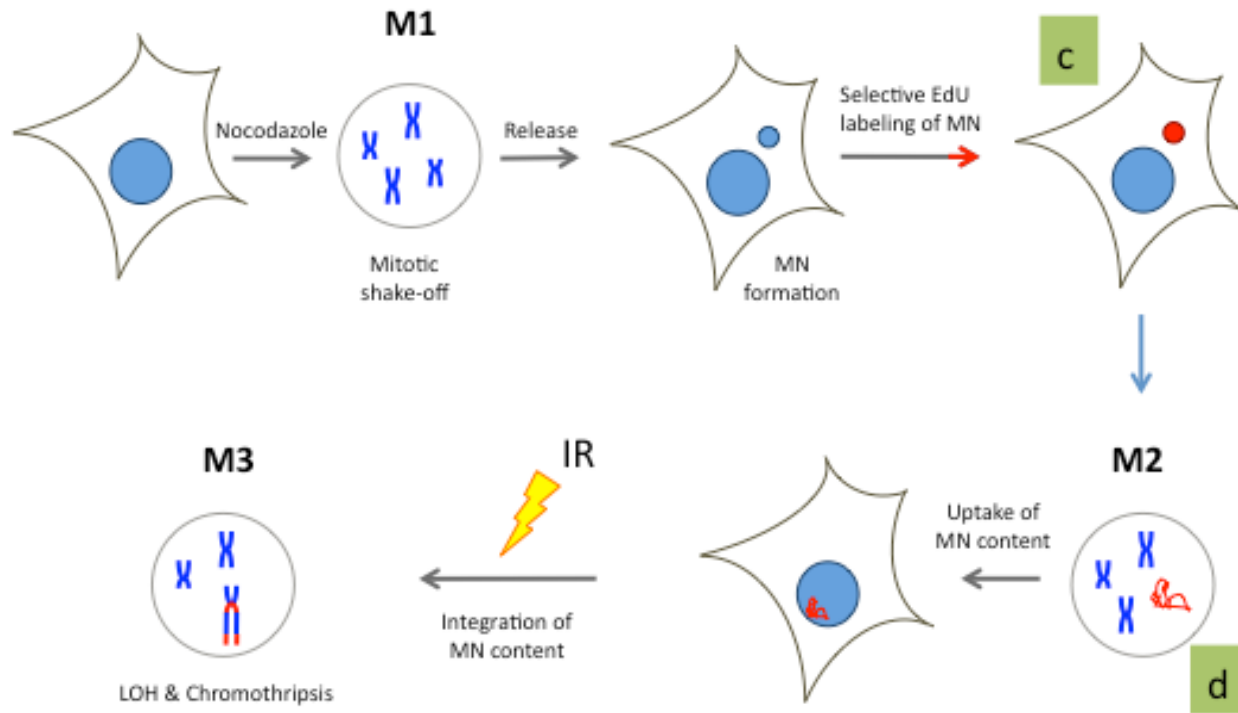 M1
c
Nocodazole
Release
Selective EdU
labeling of MN
Mitotic
shake-off
MN
formation
M3
IR
M2
Uptake of
MN content
Integration of
MN content
LOH & Chromothripsis
d